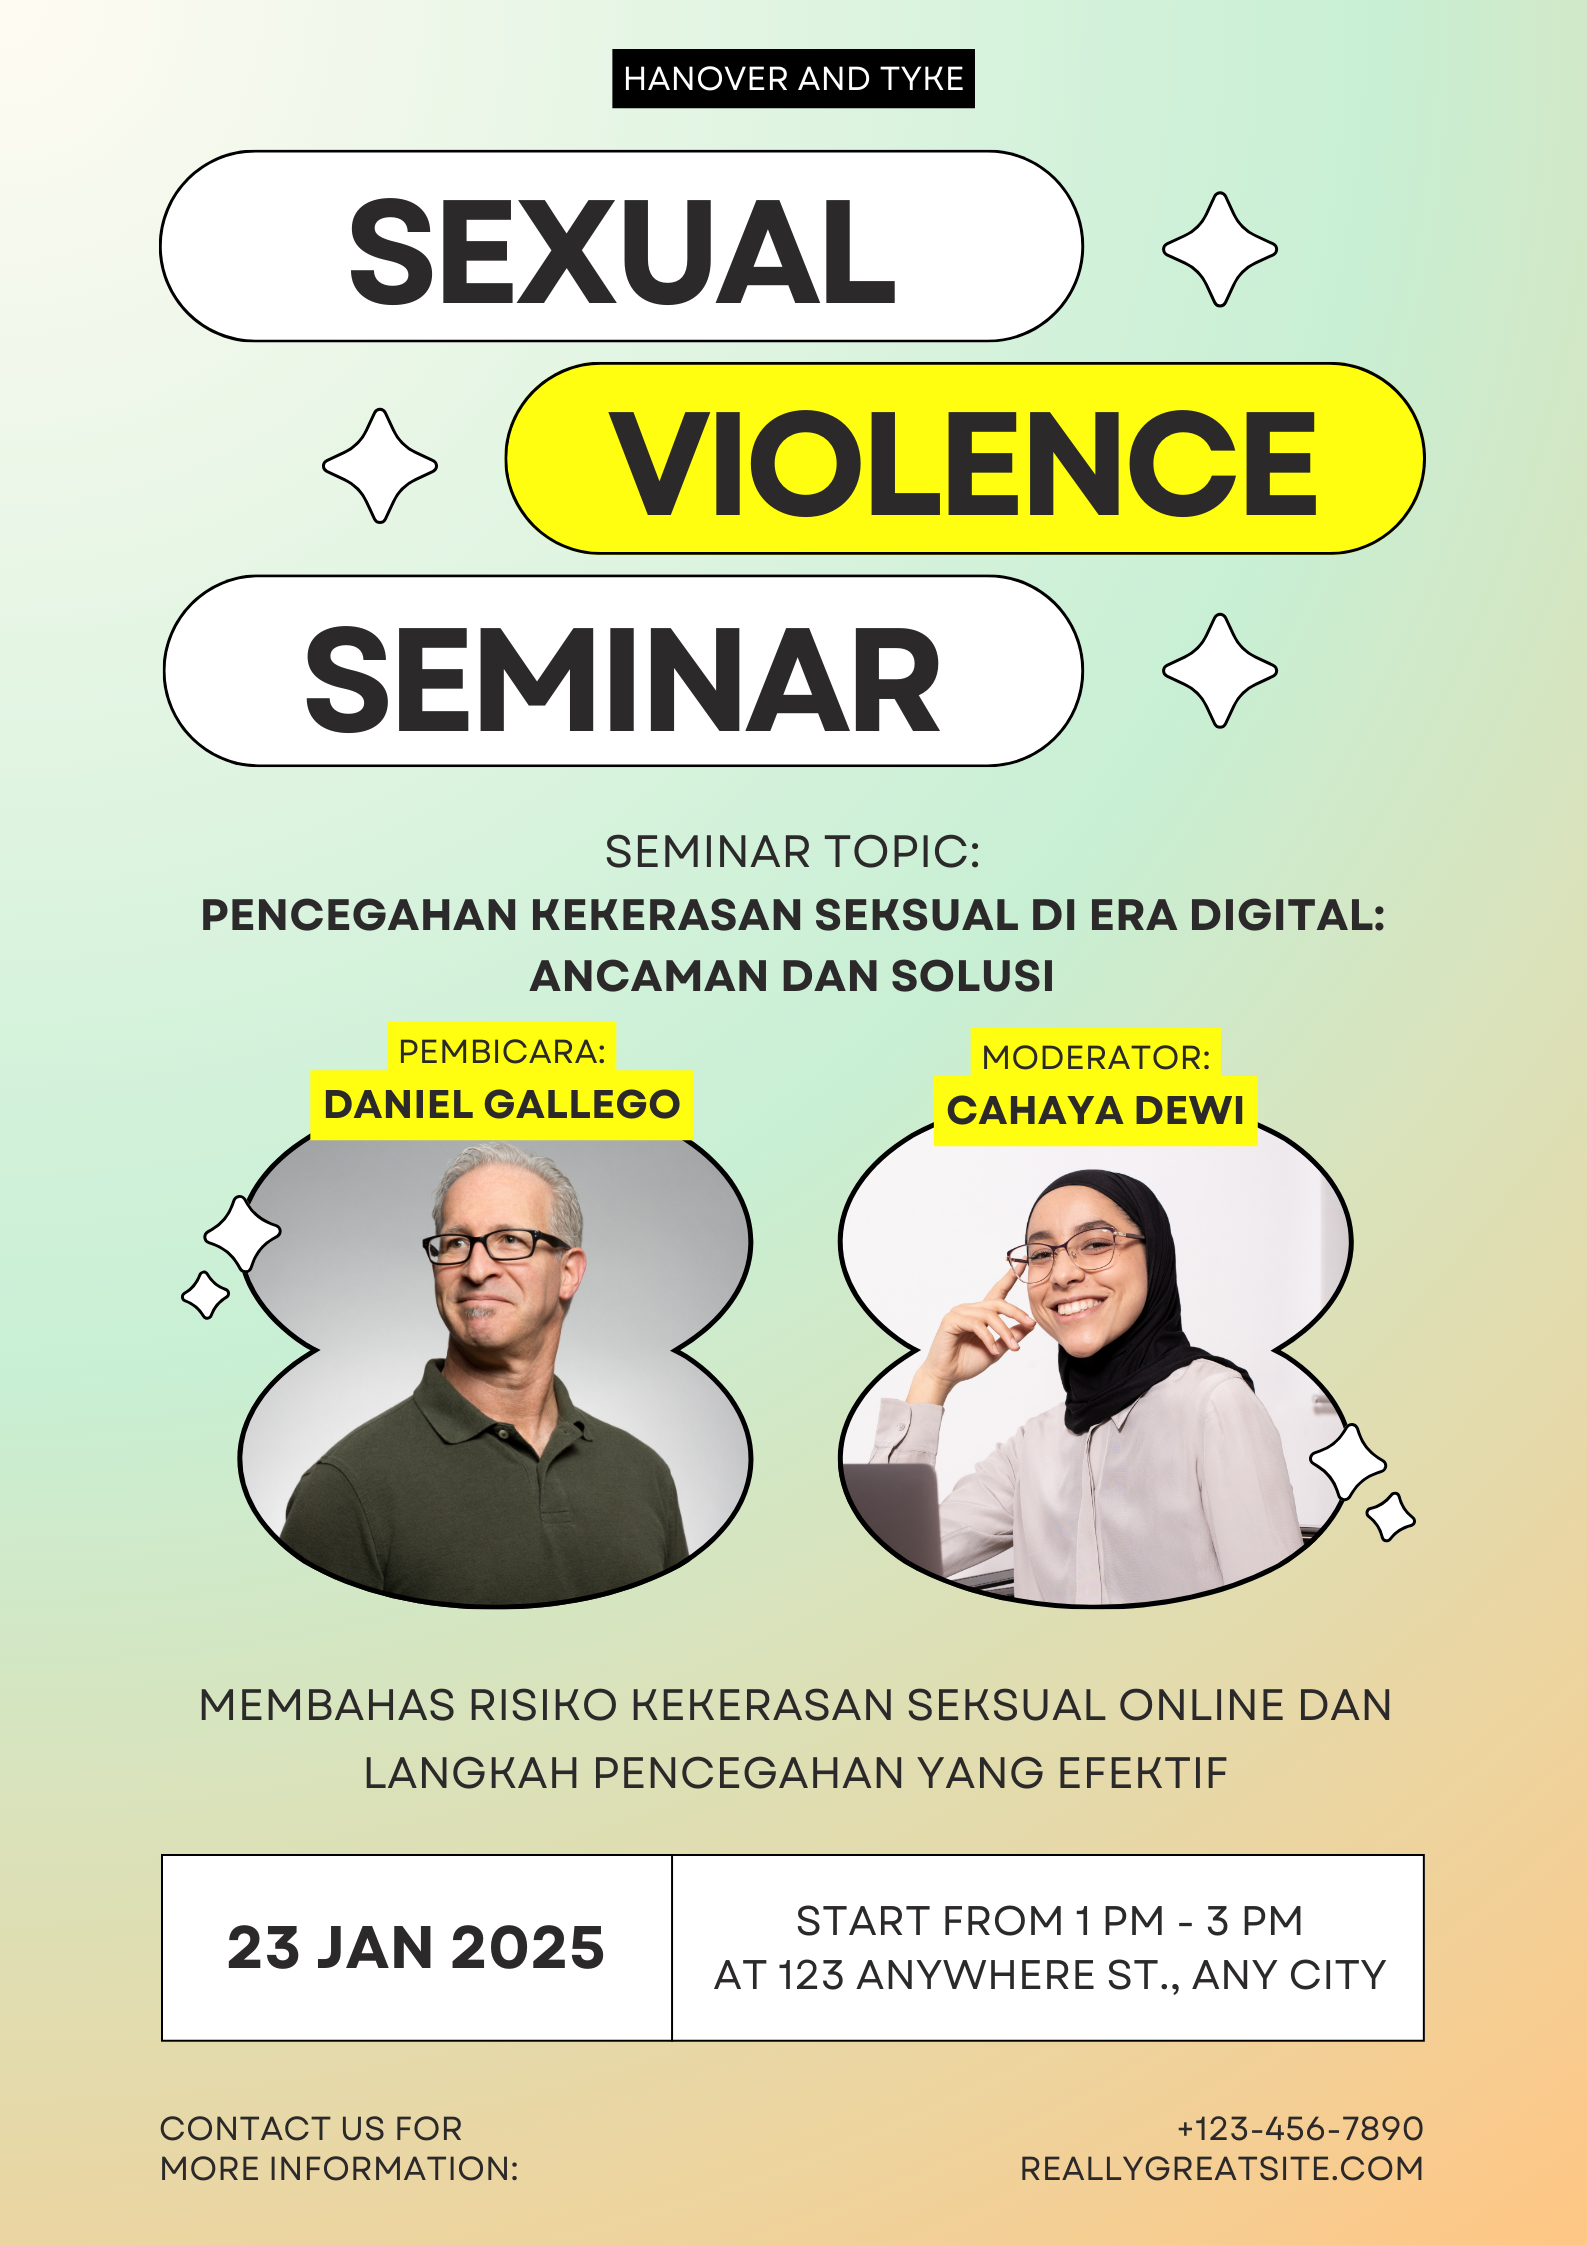 HANOVER AND TYKE
SEXUAL
VIOLENCE
SEMINAR
SEMINAR TOPIC:
PENCEGAHAN KEKERASAN SEKSUAL DI ERA DIGITAL:
ANCAMAN DAN SOLUSI
PEMBICARA:
DANIEL GALLEGO
MODERATOR:
CAHAYA DEWI
MEMBAHAS RISIKO KEKERASAN SEKSUAL ONLINE DAN
LANGKAH PENCEGAHAN YANG EFEKTIF
23 JAN 2025
START FROM 1 PM - 3 PM
AT 123 ANYWHERE ST., ANY CITY
CONTACT US FOR
MORE INFORMATION:
+123-456-7890
REALLYGREATSITE.COM